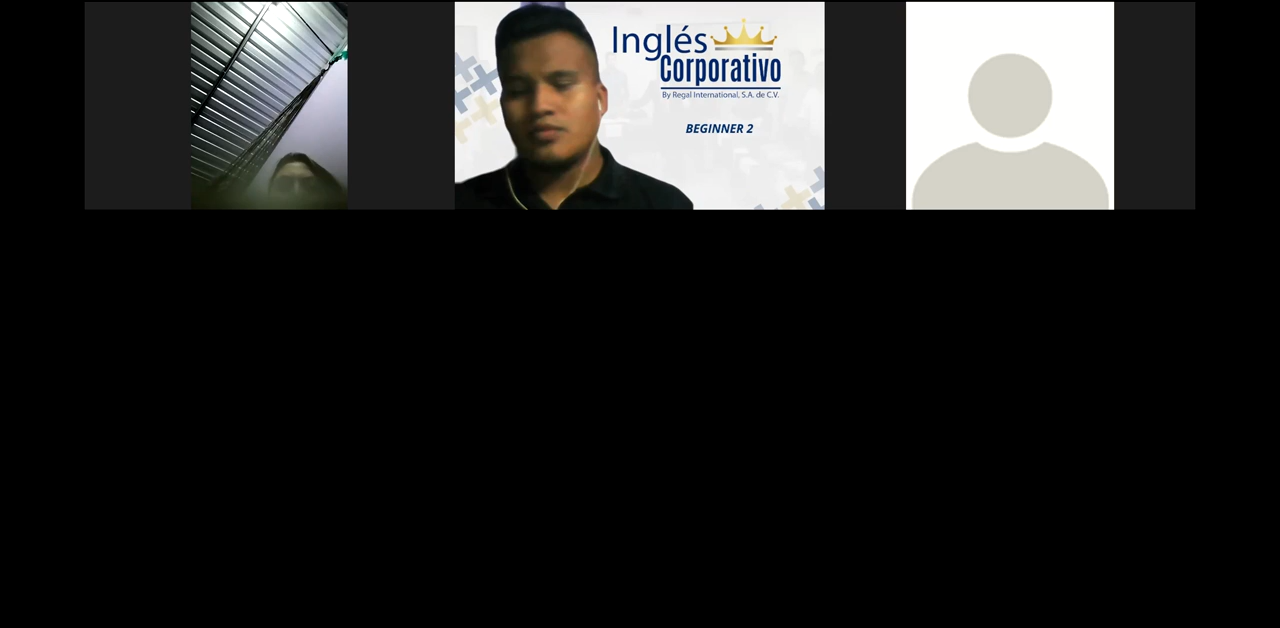 Inglés
Corporativo
By Regal International, S.A. de C.V.
BEGINNER 2